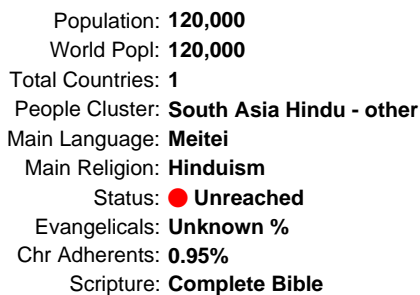 Population: 120,000
World Popl: 120,000
Total Countries: 1
People Cluster: South Asia Hindu - other
Main Language: Meitei
Main Religion: Hinduism
Status: Unreached
Evangelicals: Unknown %
Chr Adherents: 0.95%
Scripture: Complete Bible